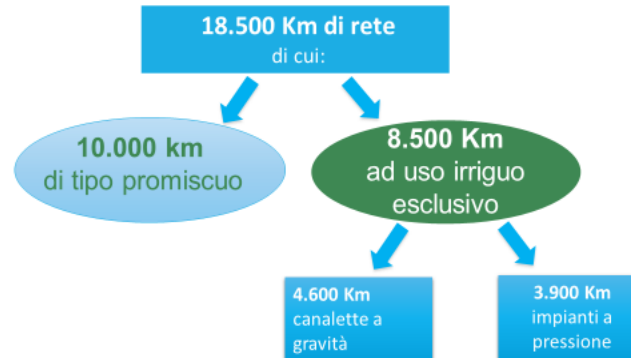 18.500 Km di rete
di cui:
10.000 km
di tipo promiscuo
8.500 Km
ad uso irriguo
esclusivo
4.600 Km
canalette a
gravità
3.900 Km
impianti a
pressione